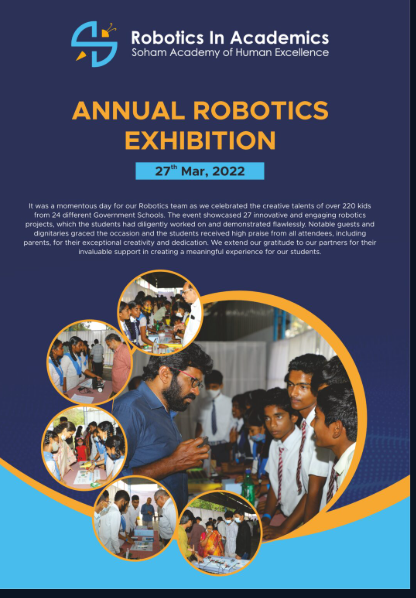 Robotics In Academics
Soham Academy of Human Excellence
ANNUAL ROBOTICS
EXHIBITION
27th Mar, 2022
It was a momentous day for our Robotics team as we celebrated the creative talents of over 220 kids
from 24 different Government Schools. The event showcased 27 innovative and engaging robotics
projects, which the students had diligently worked on and demonstrated flawlessly. Notable guests and
dignitaries graced the occasion and the students received high praise from all attendees, including
parents, for their exceptional creativity and dedication. We extend our gratitude to our partners for their
invaluable support in creating a meaningful experience for our students.